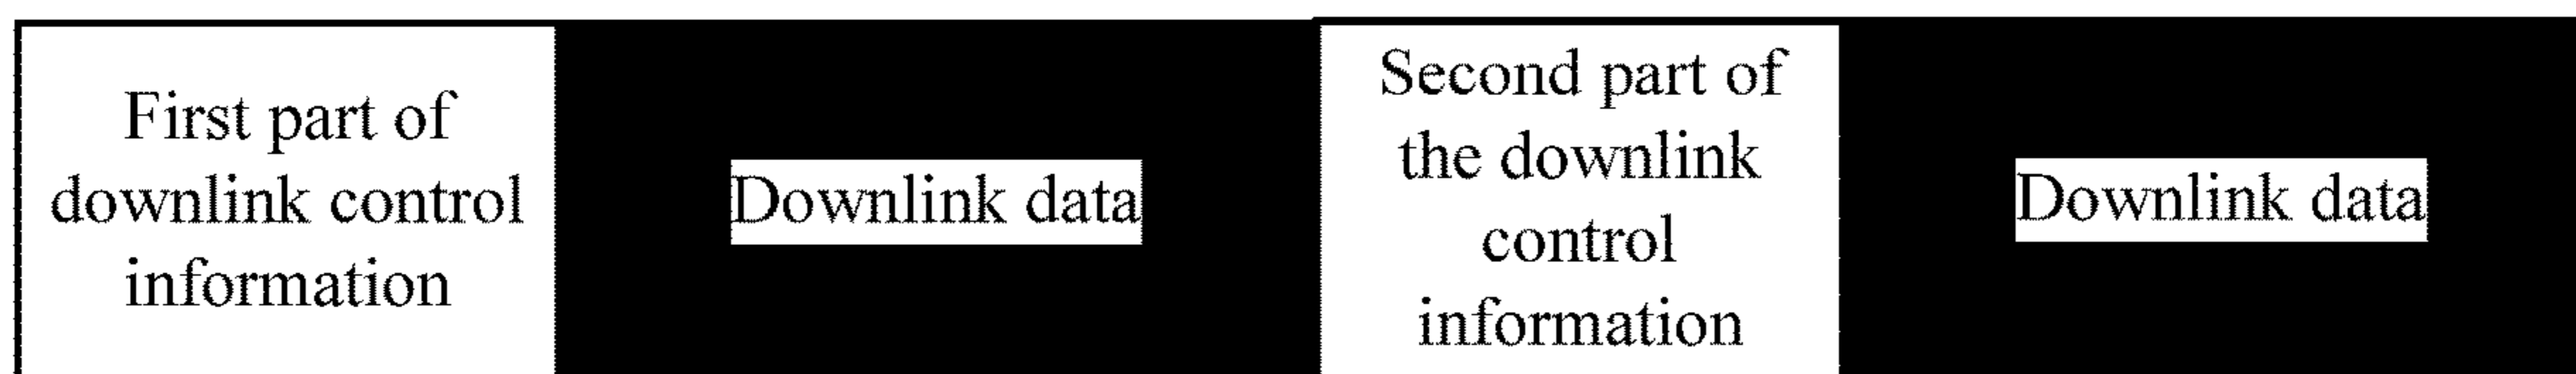 First part of
downlink control
information
Downlink data
Second part of
the downlink
control
information
Downlink data